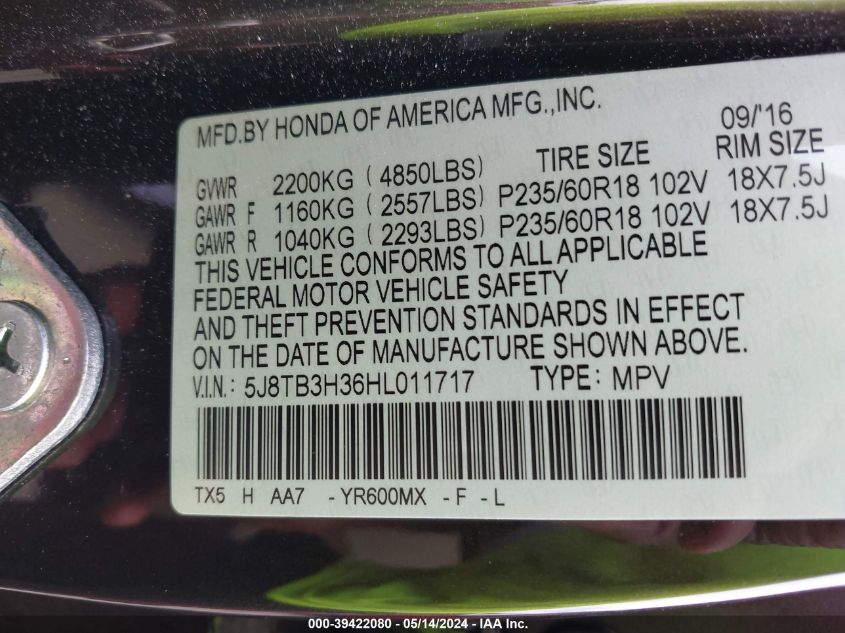 MFD.BY HONDA OF AMERICA MFG.,INC. 09/'16
TIRE SIZE RIM SIZE
GVWR 2200KG ( 4850LBS)
GAWR F 1160KG ( 2557LBS) P235/60R18 102V 18X7.5J
GAWR R 1040KG ( 2293LBS) P235/60R18 102V 18X7.5J
THIS VEHICLE CONFORMS TO ALL APPLICABLE
FEDERAL MOTOR VEHICLE SAFETY
AND THEFT PREVENTION STANDARDS IN EFFECT
ON THE DATE OF MANUFACTURE SHOWN ABOVE.
V.I.N.: 5J8TB3H36HL011717 TYPE: MPV
TX5 H AA7 -YR600MX -F -L
000-39422080 - 05/14/2024 - IAA Inc.